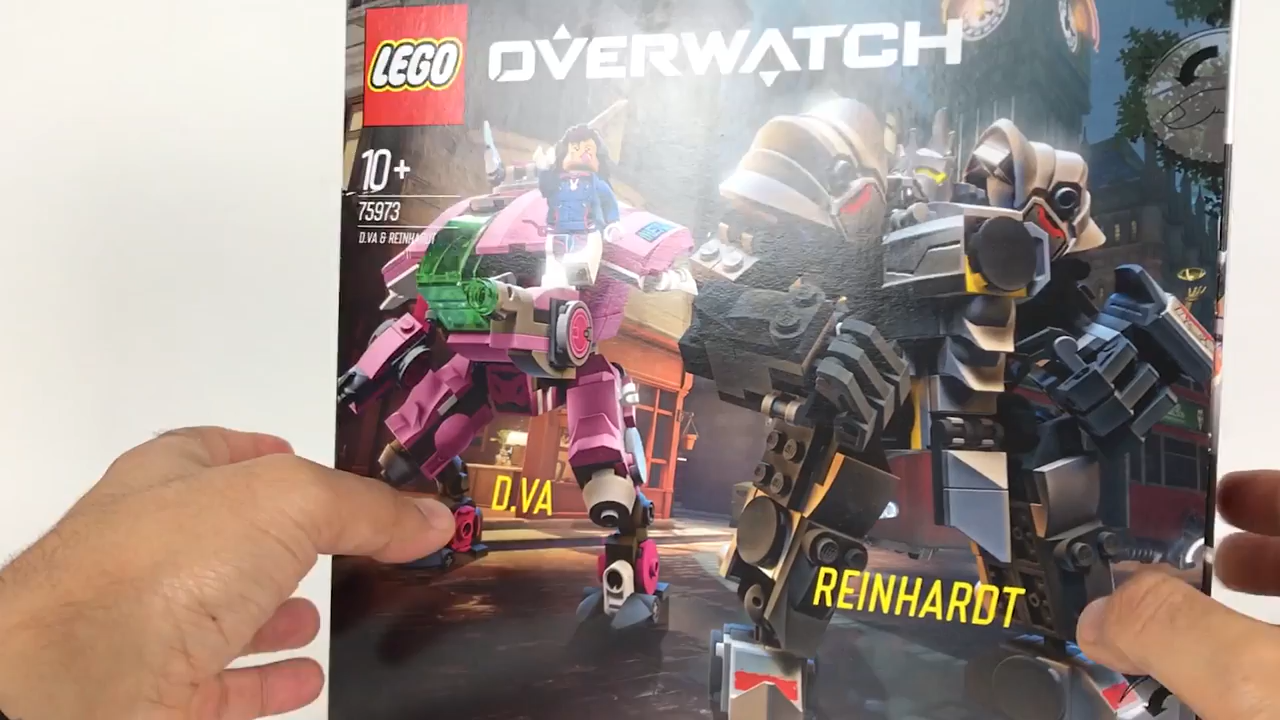 LEGO
OVERWATCH
10+
75973
D.VA & REINHARDT
D.VA
REINHARDT